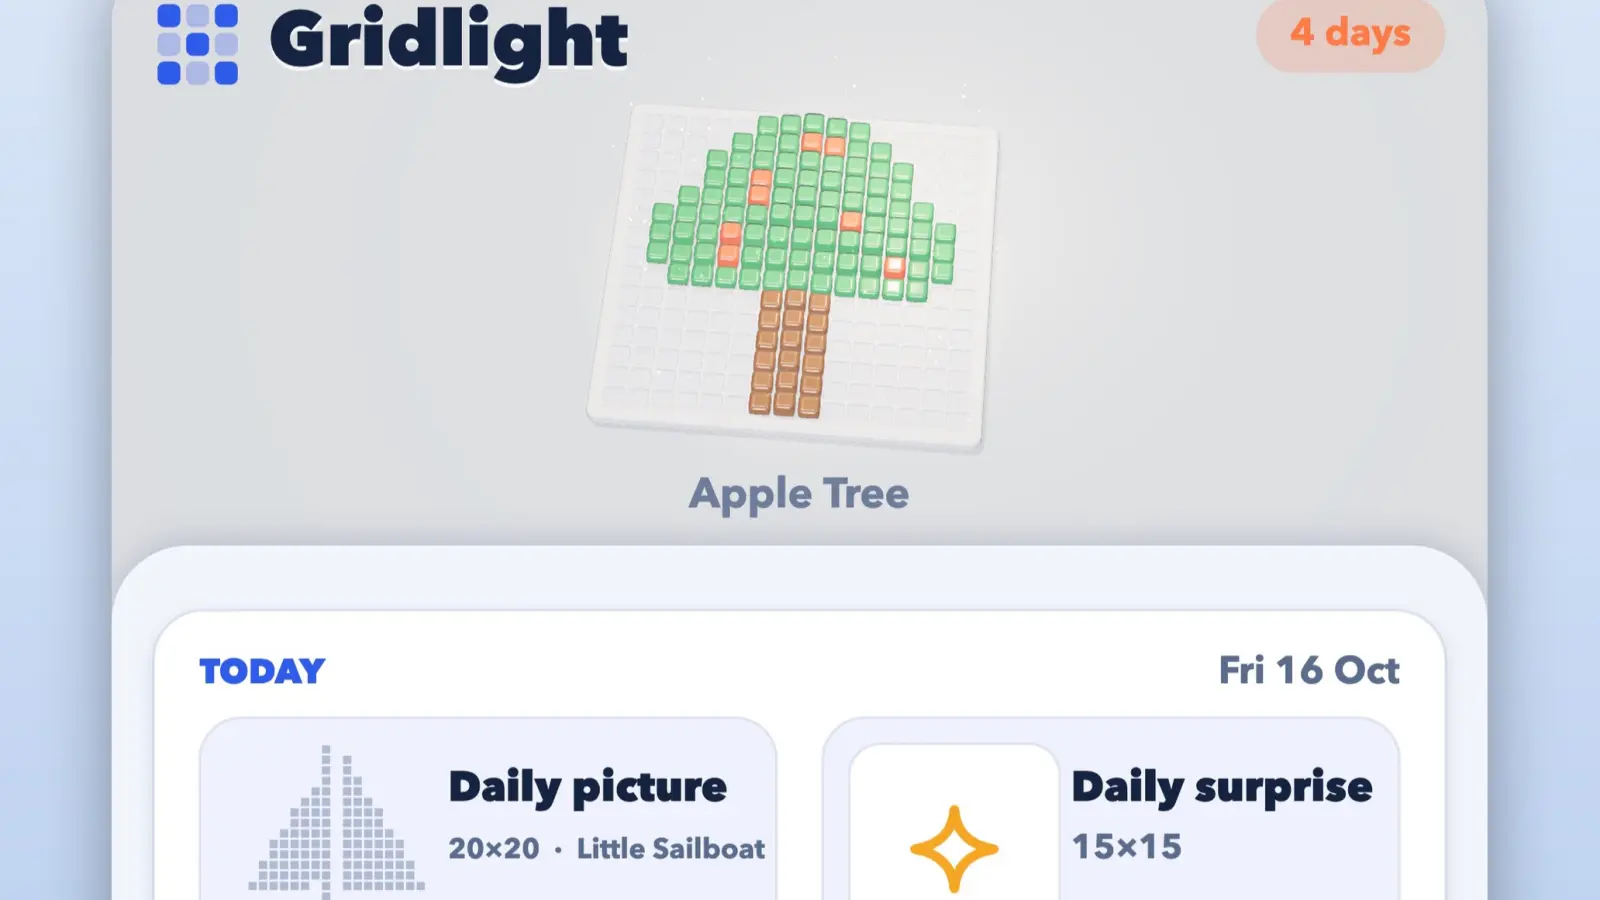 Gridlight
4 days
Apple Tree
TODAY
Fri 16 Oct
Daily picture
20×20 · Little Sailboat
Daily surprise
15×15